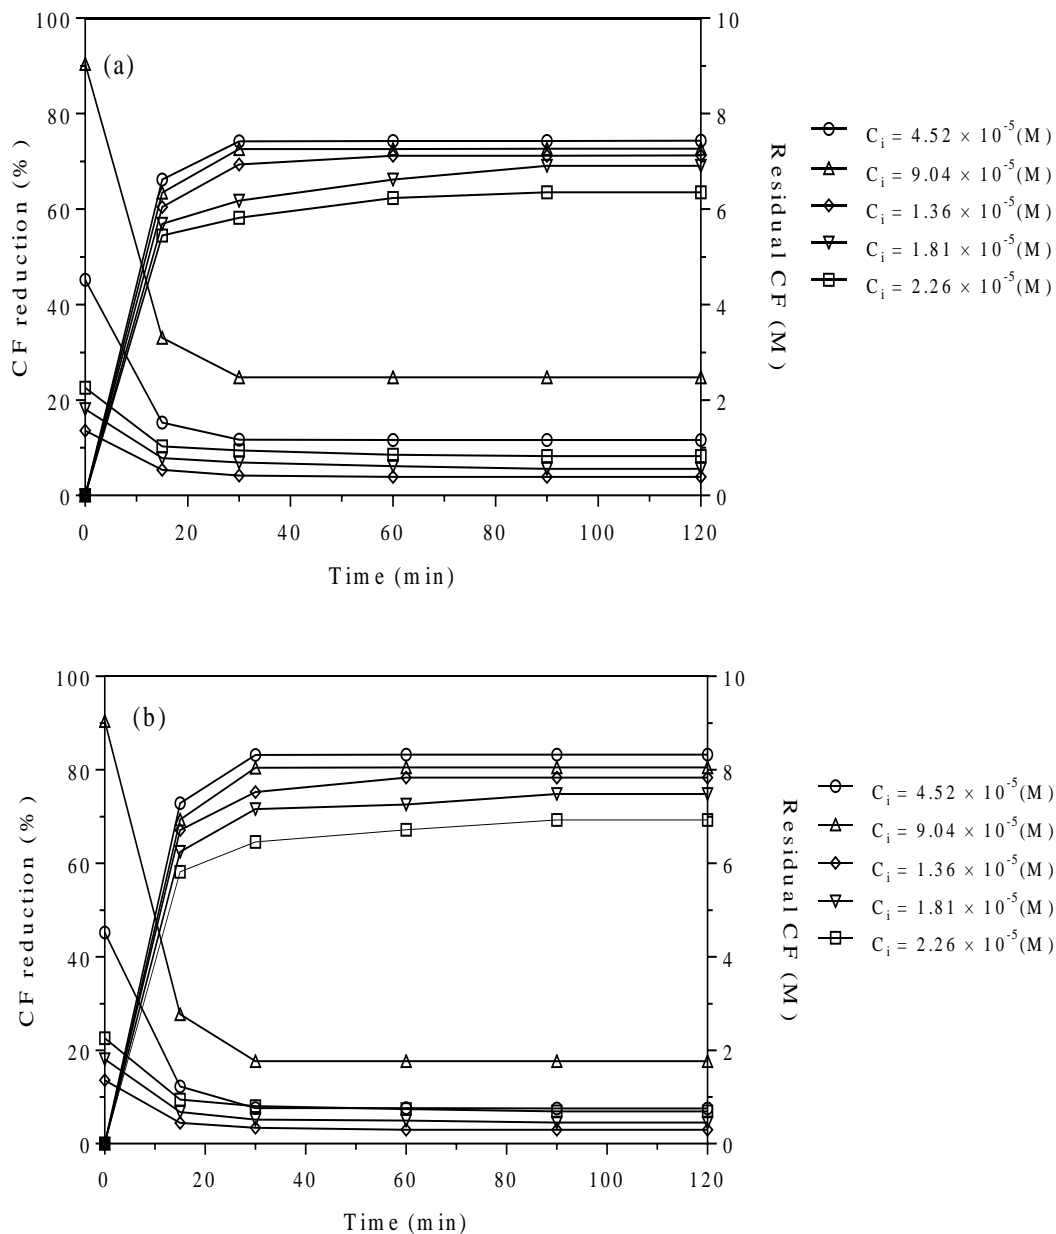 (a)
CF reduction (%)
100
80
60
40
20
0
10
8
6
4
2
0
Residual CF (M)
0 20 40 60 80 100 120
Time (min)
C_i = 4.52 × 10^-5(M)
C_i = 9.04 × 10^-5(M)
C_i = 1.36 × 10^-5(M)
C_i = 1.81 × 10^-5(M)
C_i = 2.26 × 10^-5(M)
(b)
CF reduction (%)
100
80
60
40
20
0
10
8
6
4
2
0
Residual CF (M)
0 20 40 60 80 100 120
Time (min)
C_i = 4.52 × 10^-5(M)
C_i = 9.04 × 10^-5(M)
C_i = 1.36 × 10^-5(M)
C_i = 1.81 × 10^-5(M)
C_i = 2.26 × 10^-5(M)